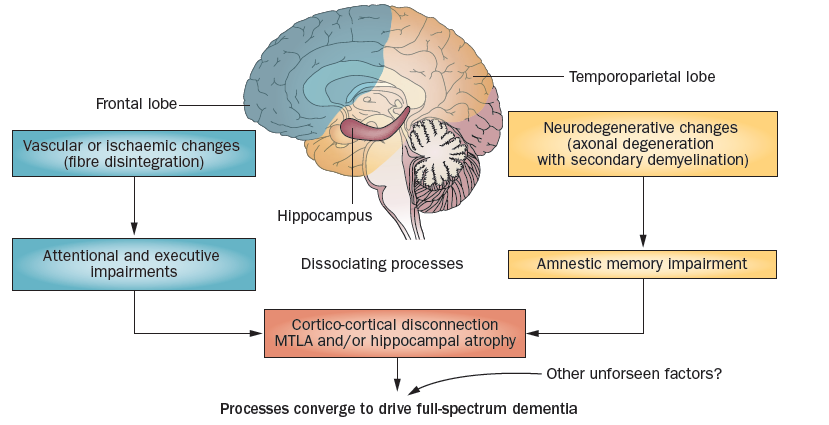 Temporoparietal lobe
Frontal lobe
Vascular or ischaemic changes
(fibre disintegration)
Neurodegenerative changes
(axonal degeneration
with secondary demyelination)
Hippocampus
Attentional and executive
impairments
Dissociating processes
Amnestic memory impairment
Cortico-cortical disconnection
MTLA and/or hippocampal atrophy
Other unforseen factors?
Processes converge to drive full-spectrum dementia